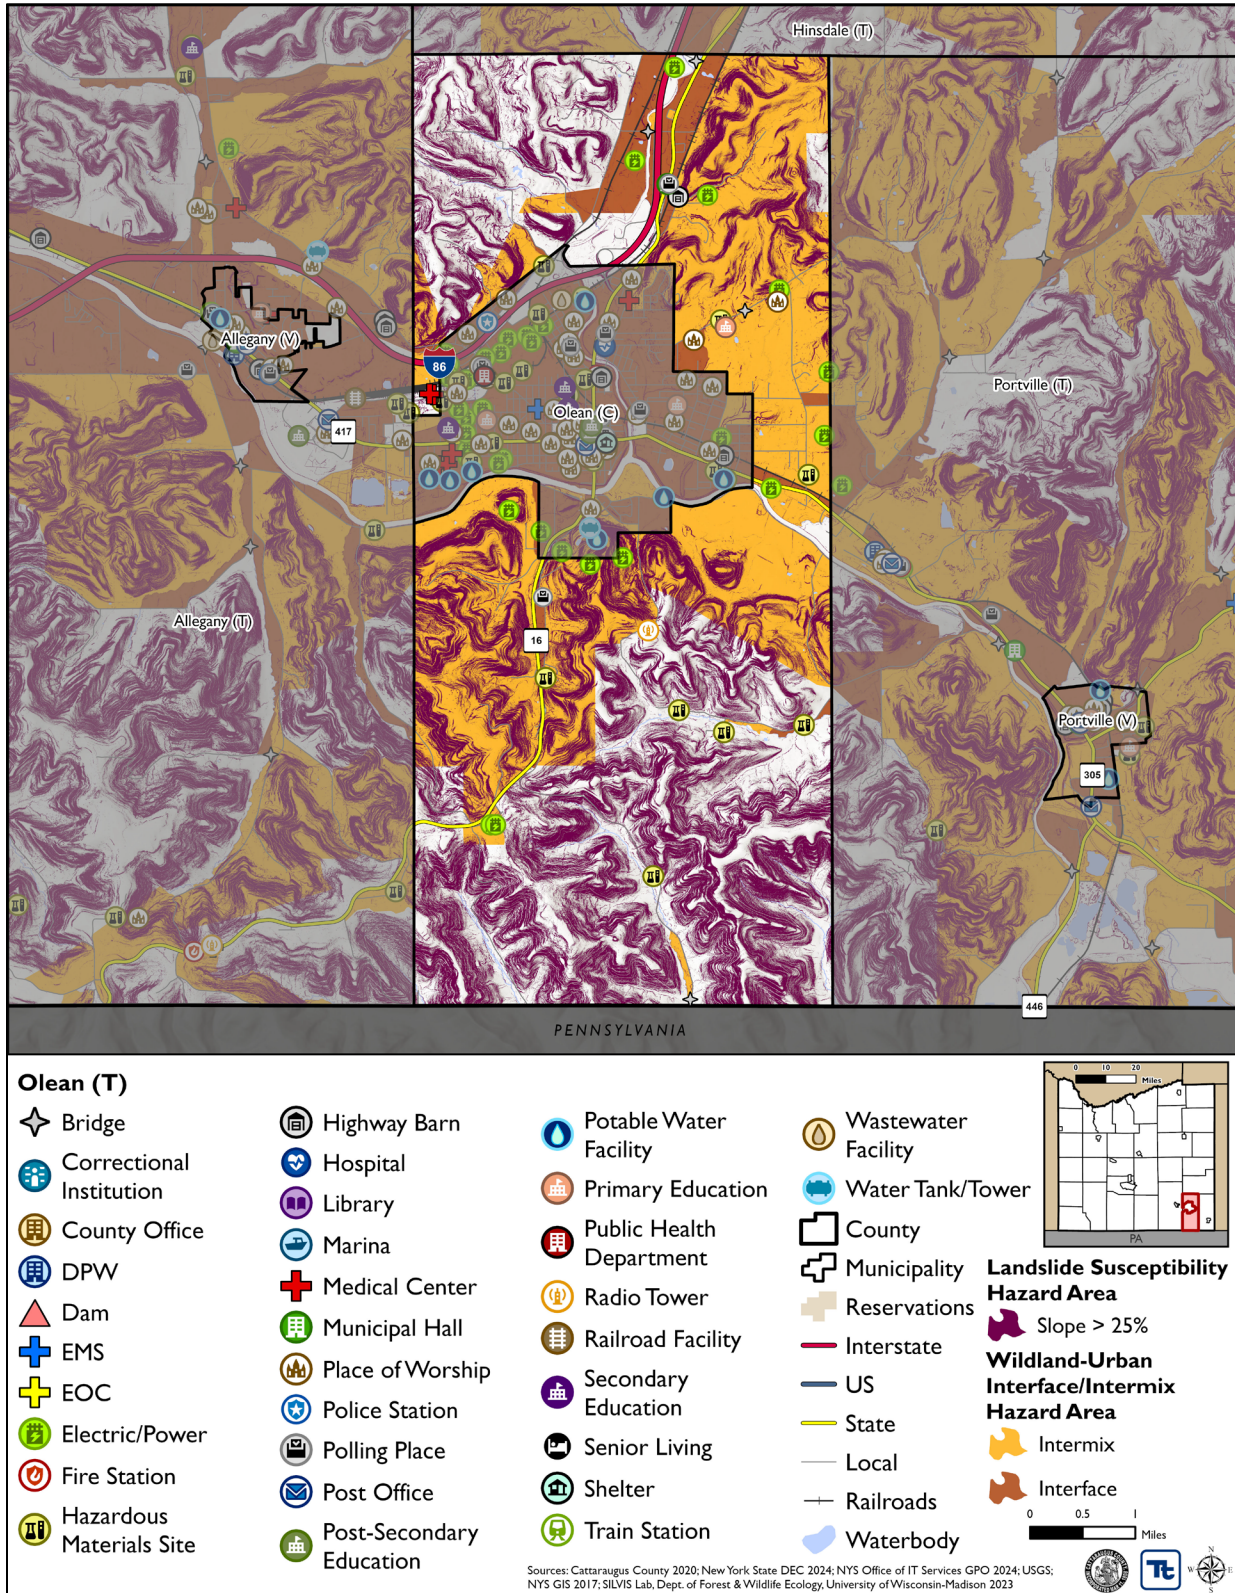 Hinsdale (T)
Allegany (V)
86
Portville (T)
Olean (C)
417
Allegany (T)
16
Portville (V)
305
446
PENNSYLVANIA
Olean (T)
Bridge
Correctional
Institution
County Office
DPW
Dam
EMS
EOC
Electric/Power
Fire Station
Hazardous
Materials Site
Highway Barn
Hospital
Library
Marina
Medical Center
Municipal Hall
Place of Worship
Police Station
Polling Place
Post Office
Post-Secondary
Education
Potable Water
Facility
Primary Education
Public Health
Department
Radio Tower
Railroad Facility
Secondary
Education
Senior Living
Shelter
Train Station
Wastewater
Facility
Water Tank/Tower
County
Municipality
Reservations
Interstate
US
State
Local
Railroads
Waterbody
0 10 20
Miles
PA
Landslide Susceptibility
Hazard Area
Slope > 25%
Wildland-Urban
Interface/Intermix
Hazard Area
Intermix
Interface
0 0.5 1
Miles
Sources: Cattaraugus County 2020; New York State DEC 2024; NYS Office of IT Services GPO 2024; USGS;
NYS GIS 2017; SILVIS Lab, Dept. of Forest & Wildlife Ecology, University of Wisconsin-Madison 2023
Tt
N
W E
S